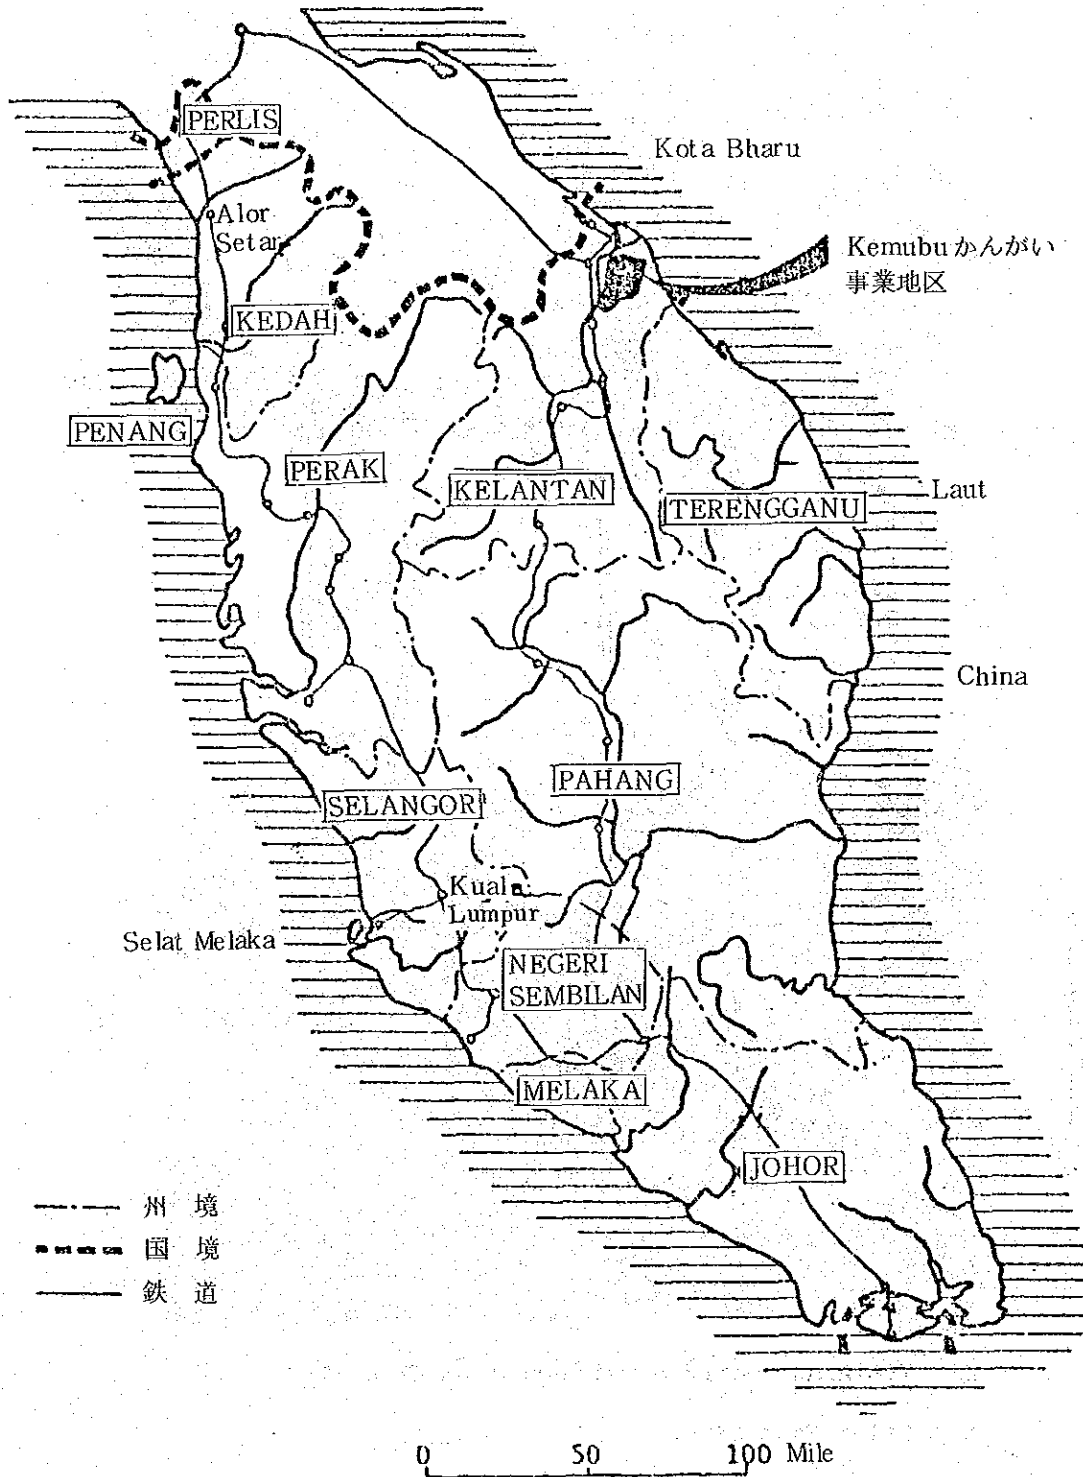 PERLIS
Kota Bharu
Alor
Setar
Kemubu かんがい
事業地区
KEDAH
PENANG
PERAK
KELANTAN
TERENGGANU
Laut
China
PAHANG
SELANGOR
Kuala
Lumpur
Selat Melaka
NEGERI
SEMBILAN
MELAKA
JOHOR
州 境
国 境
鉄 道
0 50 100 Mile